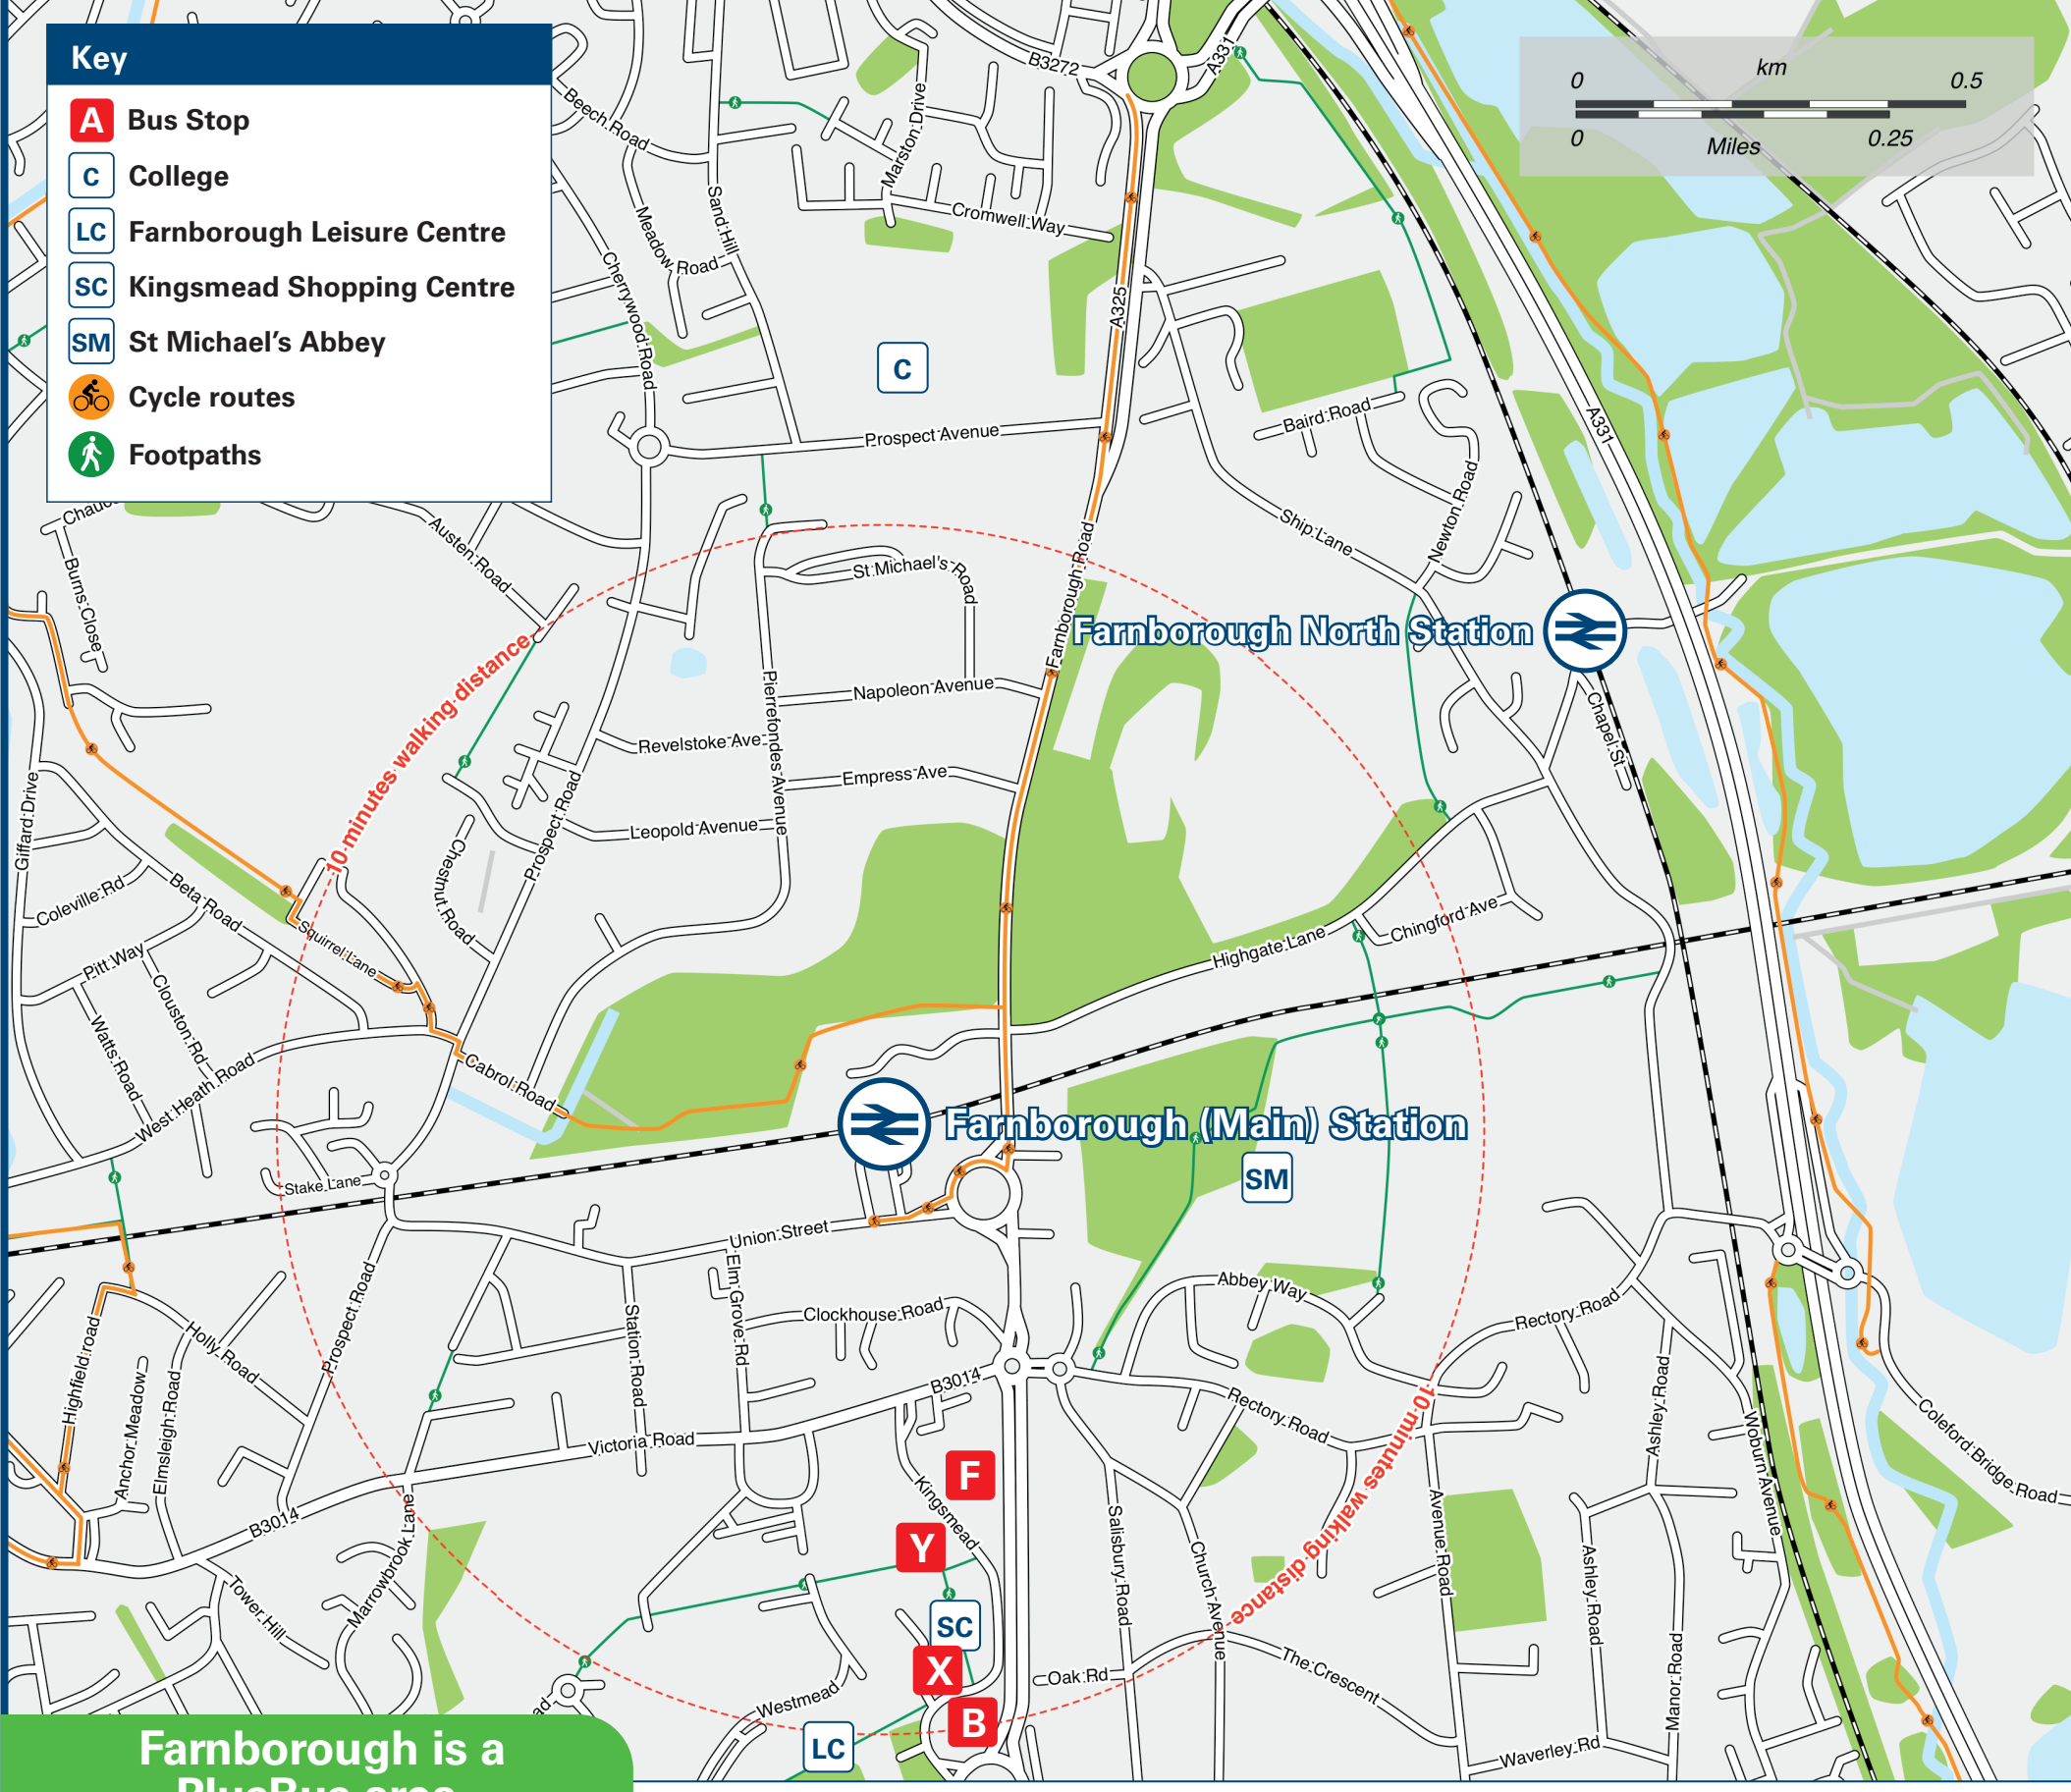 Key
A Bus Stop
C College
LC Farnborough Leisure Centre
SC Kingsmead Shopping Centre
SM St Michael's Abbey
Cycle routes
Footpaths
km
0 0.5
0 0.25
Miles
B3272
A331
Beech Road
Marston Drive
Sand Hill
Meadow Road
Cromwell Way
Cherrywood Road
A325
C
Prospect Avenue
Baird Road
A331
Newton Road
Ship Lane
Austen Road
Burns Close
St Michael's Road
Farnborough Road
Farnborough North Station
10 minutes walking distance
Pierrefondes Avenue
Napoleon Avenue
Revelstoke Ave
Empress Ave
Leopold Avenue
Chapel St
Giffard Drive
Prospect Road
Chestnut Road
Coleville Rd
Beta Road
Squirrel Lane
Pitt Way
Clouston Rd
Watts Road
West Heath Road
Chingford Ave
Highgate Lane
Cabrol Road
Farnborough (Main) Station
SM
Stake Lane
Union Street
Elm Grove Rd
Station Road
Clockhouse Road
Abbey Way
Rectory Road
Prospect Road
Holly Road
Highfield road
Anchor Meadow
Elmsleigh Road
B3014
Victoria Road
B3014
Rectory Road
Ashley Road
Woburn Avenue
Coleford Bridge Road
F
Kingsmead
Y
SC
X
B
LC
Salisbury Road
Church Avenue
Avenue Road
10 minutes walking distance
Ashley Road
Manor Road
Marrowbrook Lane
Tower Hill
Westmead
Oak Rd
The Crescent
Waverley Rd
Farnborough is a